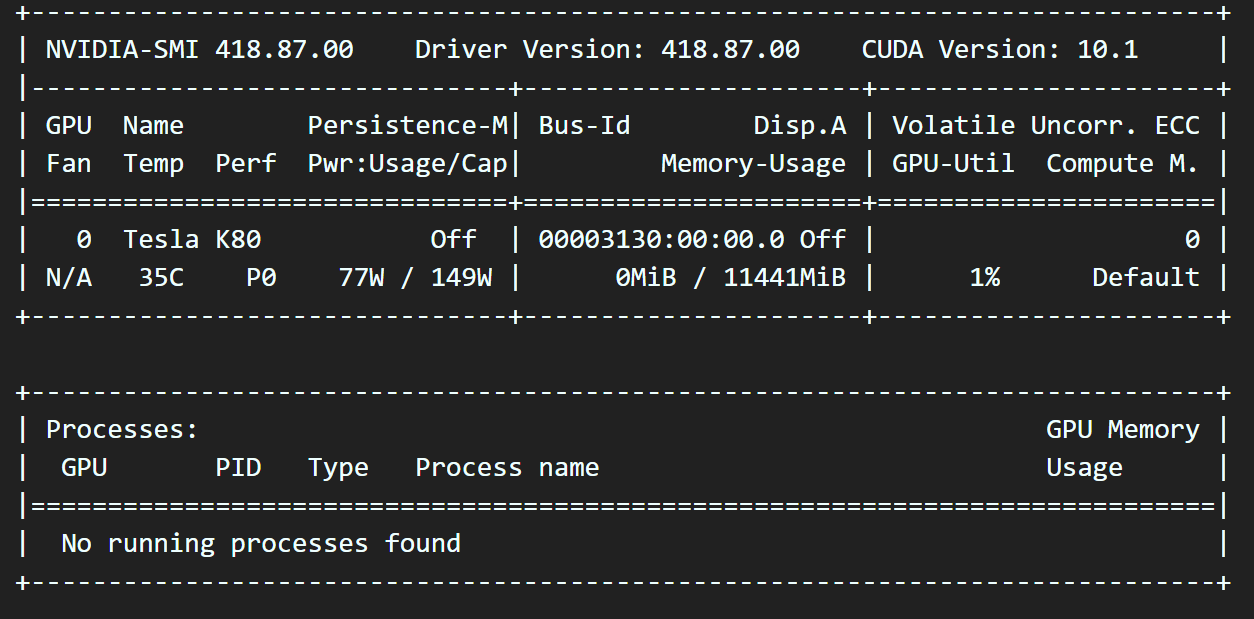 +-----------------------------------------------------------------------------+
| NVIDIA-SMI 418.87.00    Driver Version: 418.87.00    CUDA Version: 10.1     |
|-------------------------------+----------------------+----------------------+
| GPU  Name        Persistence-M| Bus-Id        Disp.A | Volatile Uncorr. ECC |
| Fan  Temp  Perf  Pwr:Usage/Cap|         Memory-Usage | GPU-Util  Compute M. |
|===============================+======================+======================|
|   0  Tesla K80           Off  | 00003130:00:00.0 Off |                    0 |
| N/A   35C    P0    77W / 149W |      0MiB / 11441MiB |      1%      Default |
+-------------------------------+----------------------+----------------------+

+-----------------------------------------------------------------------------+
| Processes:                                                       GPU Memory |
|  GPU       PID   Type   Process name                             Usage      |
|=============================================================================|
|  No running processes found                                                 |
+-----------------------------------------------------------------------------+